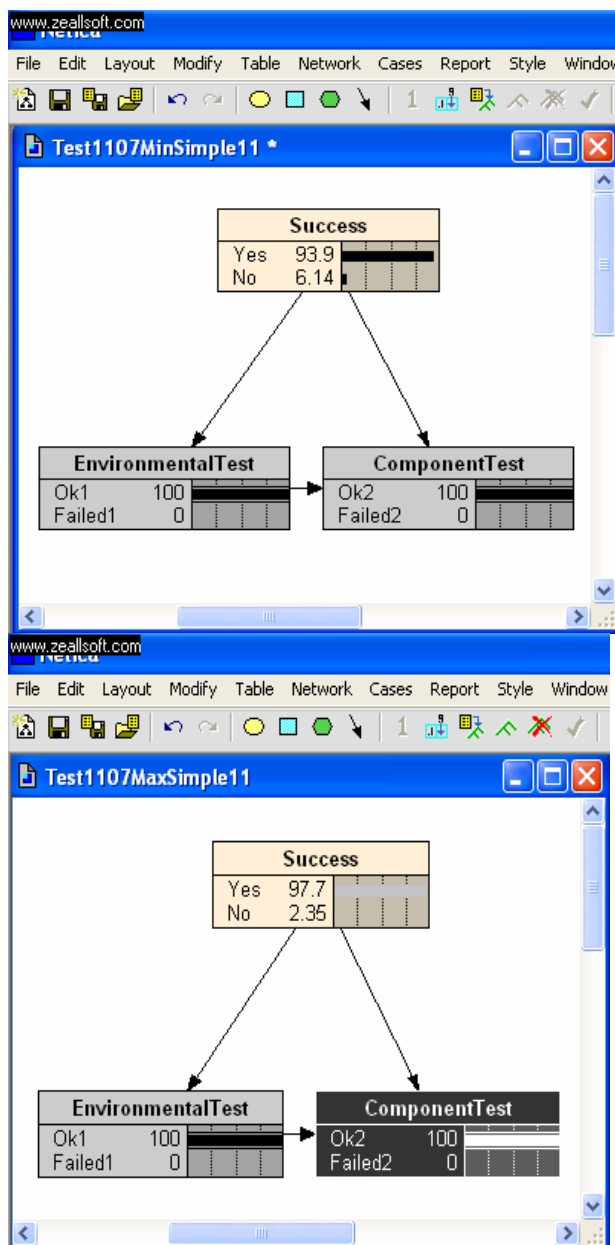 www.zeallsoft.com
Netica
File Edit Layout Modify Table Network Cases Report Style Window
1
Test1107MinSimple11 *
Success
Yes 93.9
No 6.14
EnvironmentalTest ComponentTest
Ok1 100 Ok2 100
Failed1 0 Failed2 0
www.zeallsoft.com
Netica
File Edit Layout Modify Table Network Cases Report Style Window
1
Test1107MaxSimple11
Success
Yes 97.7
No 2.35
EnvironmentalTest ComponentTest
Ok1 100 Ok2 100
Failed1 0 Failed2 0